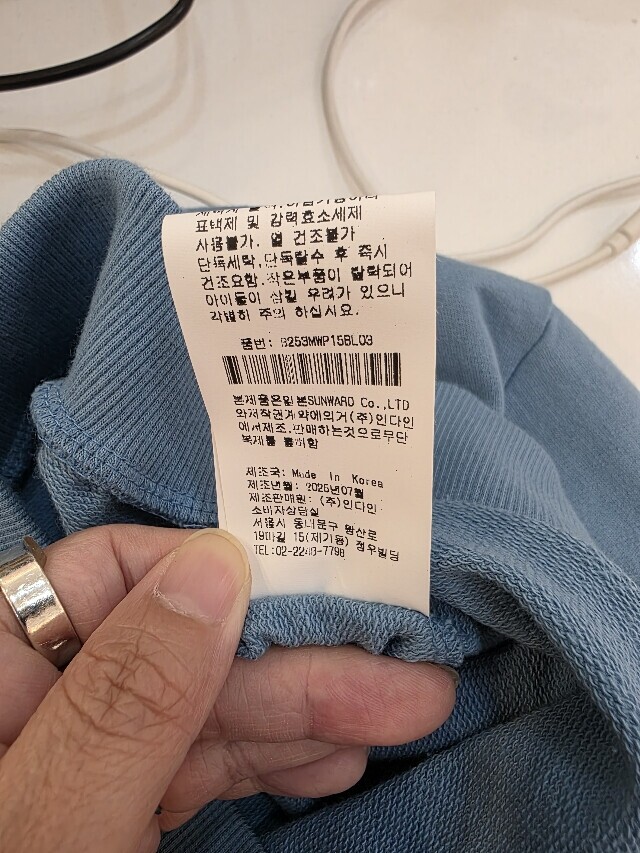 표백제 및 감력효소세제
사용불가. 열 건조불가
단독세탁,단독탈수 후 즉시
건조요함.작은부품이 탈락되어
아이들이 삼킬 우려가 있으니
각별히 주의 하십시요.
품번: B253MWP15BL03
본제품은일본SUNWARD Co.,LTD
와저작권계약에의거(주)인다인
에서제조.판매하는것으로무단
복제를 불허함
제조국: Made In Korea
제조년월: 2025년07월
제조판매원: (주)인다인
소비자상담실
서울시 동대문구 왕산로
19마길 15(제기동) 정우빌딩
TEL:02-2248-7798